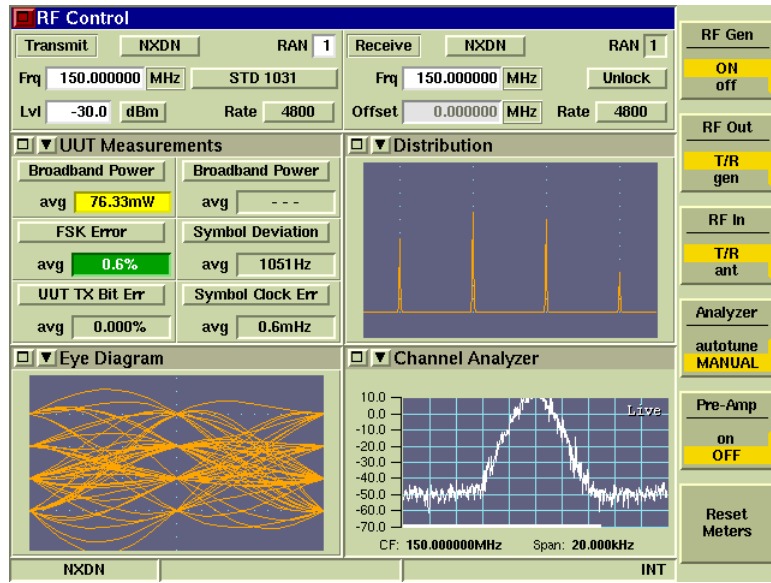 RF Control
Transmit NXDN RAN 1
Frq 150.000000 MHz STD 1031
Lvl -30.0 dBm Rate 4800
Receive NXDN RAN 1
Frq 150.000000 MHz Unlock
Offset 0.000000 MHz Rate 4800
UUT Measurements
Broadband Power
avg 76.33mW
Broadband Power
avg - - -
FSK Error
avg 0.6%
Symbol Deviation
avg 1051Hz
UUT TX Bit Err
avg 0.000%
Symbol Clock Err
avg 0.6mHz
Distribution
Eye Diagram
Channel Analyzer
10.0
0.0
-10.0
-20.0
-30.0
-40.0
-50.0
-60.0
-70.0
Live
CF: 150.000000MHz Span: 20.000kHz
RF Gen
ON
off
RF Out
T/R
gen
RF In
T/R
ant
Analyzer
autotune
MANUAL
Pre-Amp
on
OFF
Reset
Meters
NXDN INT